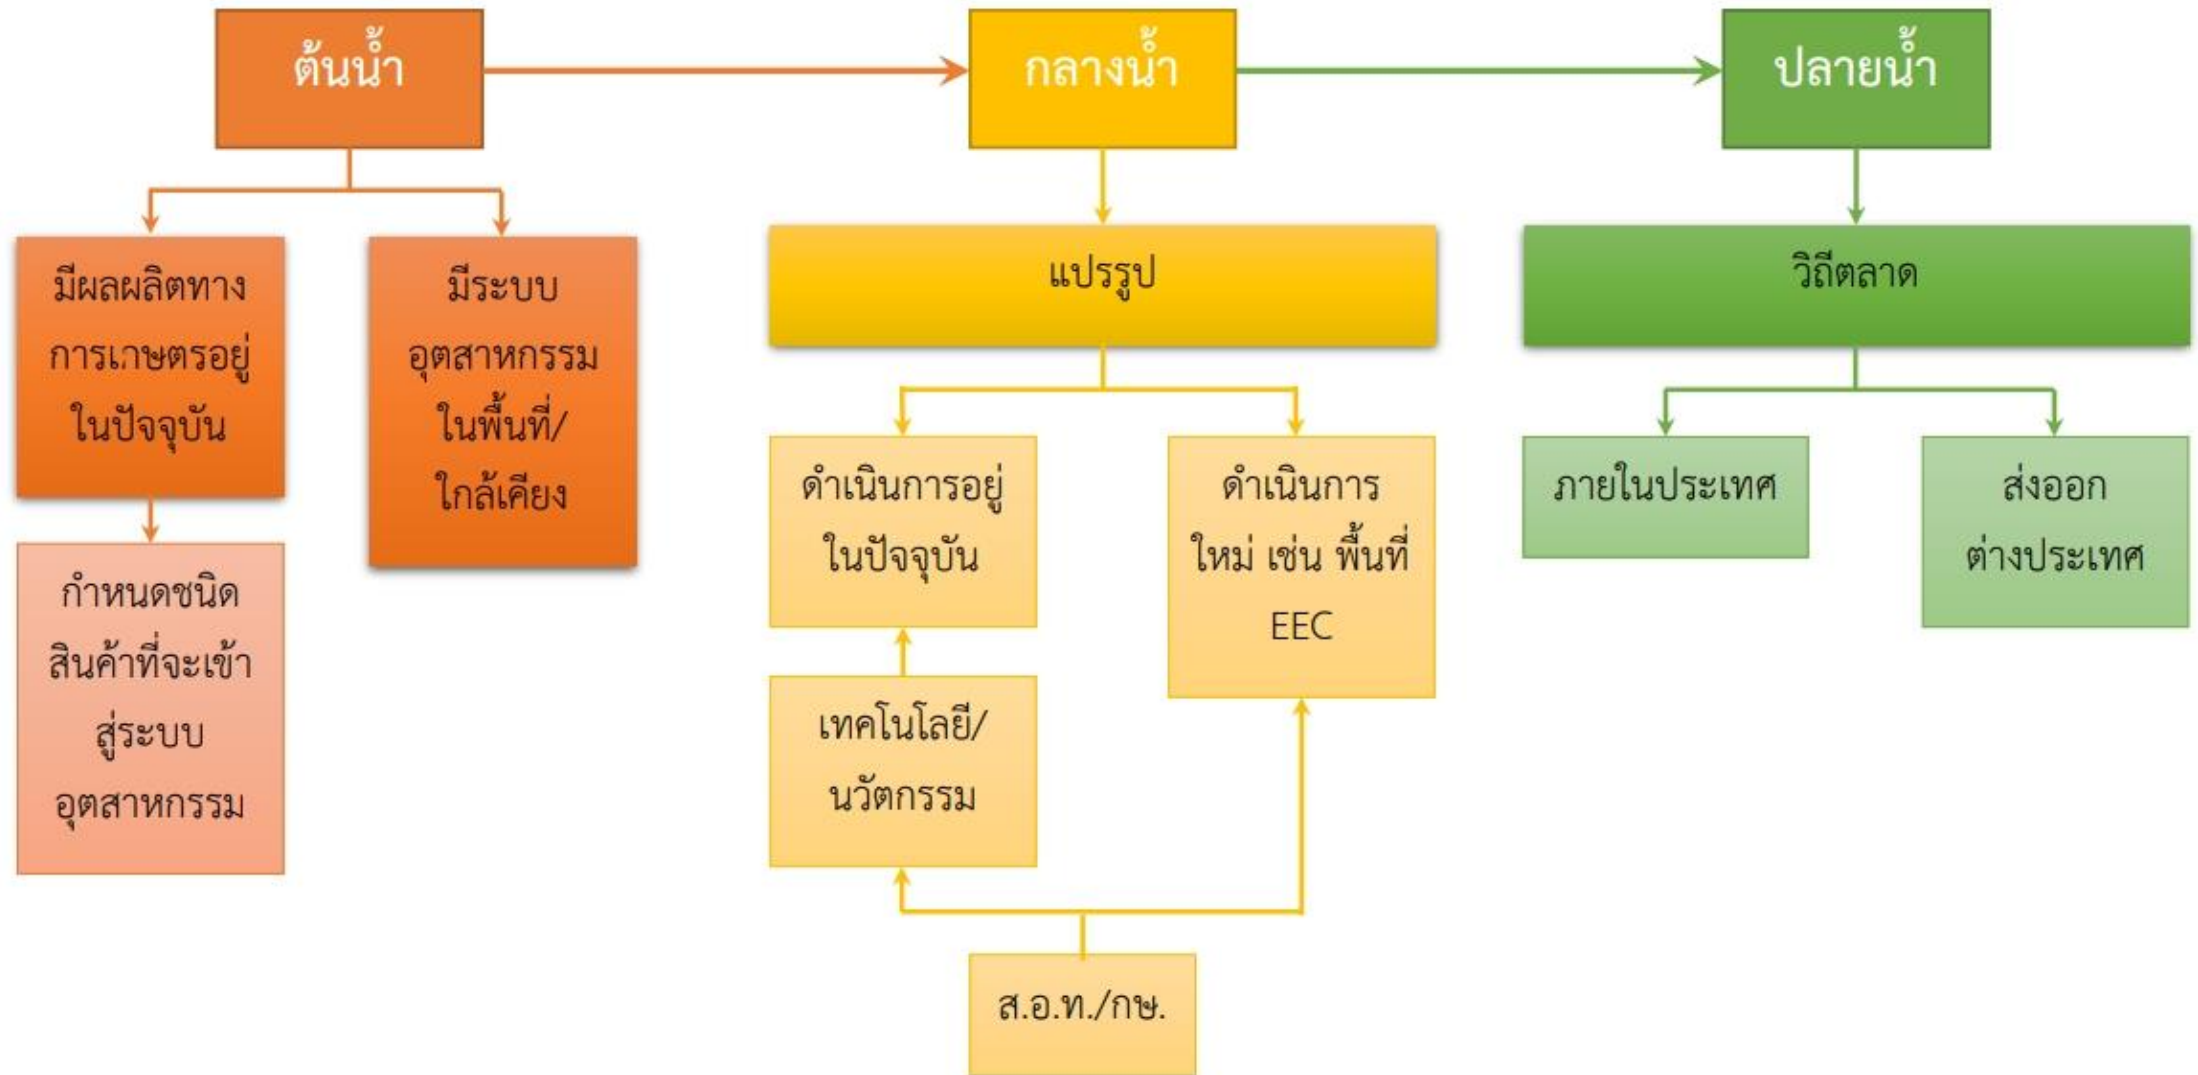 ต้นน้ำ
กลางน้ำ
ปลายน้ำ
มีผลผลิตทาง
การเกษตรอยู่
ในปัจจุบัน
มีระบบ
อุตสาหกรรม
ในพื้นที่/
ใกล้เคียง
กำหนดชนิด
สินค้าที่จะเข้า
สู่ระบบ
อุตสาหกรรม
แปรรูป
ดำเนินการอยู่
ในปัจจุบัน
ดำเนินการ
ใหม่ เช่น พื้นที่
EEC
เทคโนโลยี/
นวัตกรรม
ส.อ.ท./กษ.
วิถีตลาด
ภายในประเทศ
ส่งออก
ต่างประเทศ